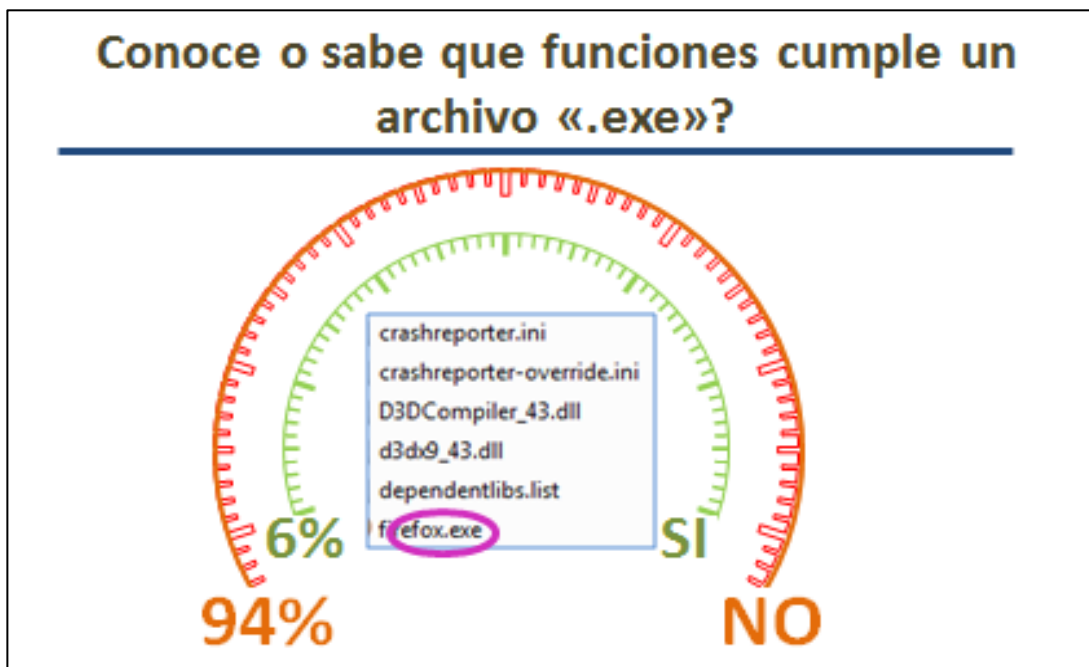 Conoce o sabe que funciones cumple un
archivo «.exe»?
crashreporter.ini
crashreporter-override.ini
D3DCompiler_43.dll
d3dx9_43.dll
dependentlibs.list
firefox.exe
6%
SI
94%
NO